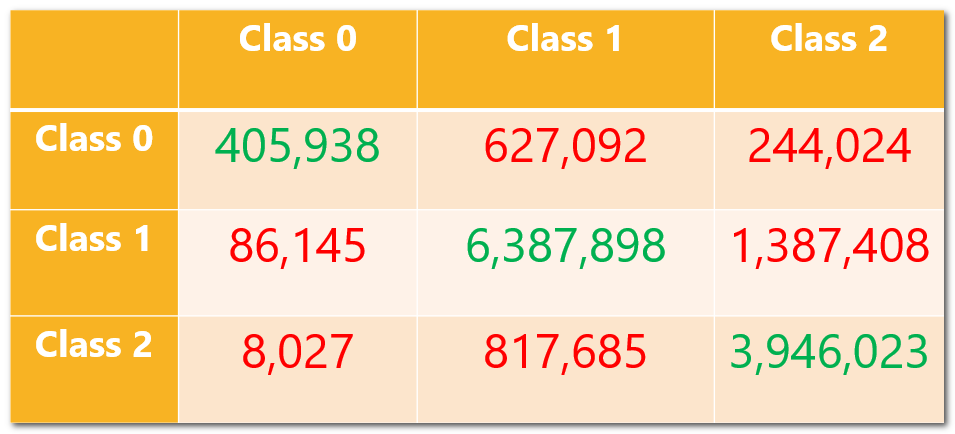 Class 0 Class 1 Class 2
Class 0 405,938 627,092 244,024
Class 1 86,145 6,387,898 1,387,408
Class 2 8,027 817,685 3,946,023